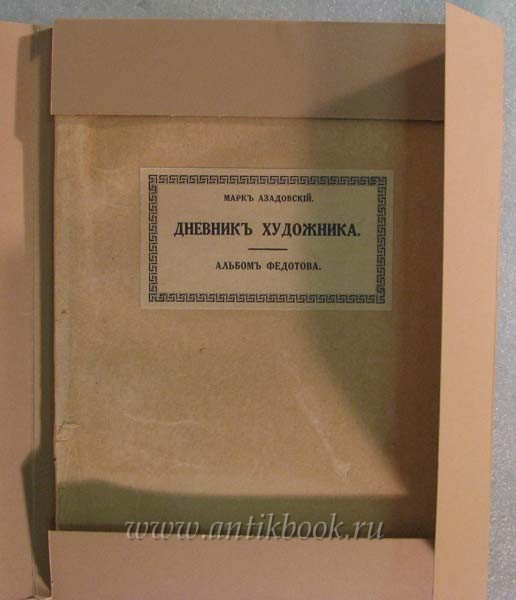 МАРКЪ АЗАДОВСКІЙ.
ДНЕВНИКЪ ХУДОЖНИКА.
АЛЬБОМЪ ФЕДОТОВА.
www.antikbook.ru